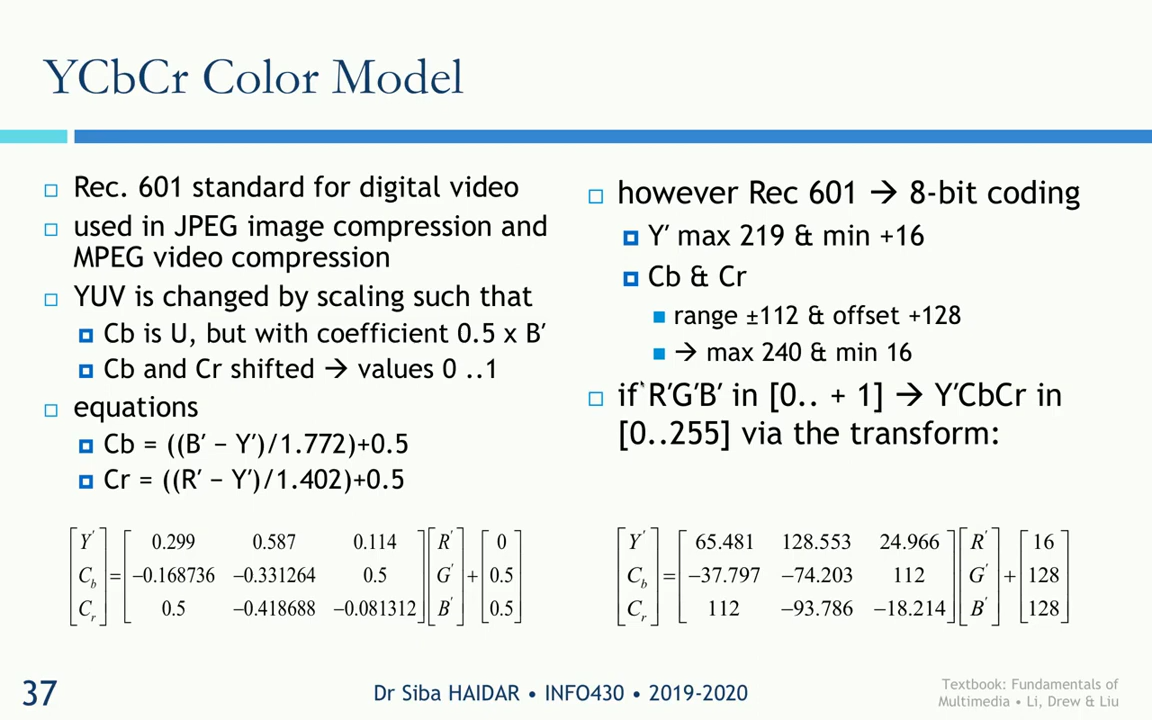 YCbCr Color Model
Rec. 601 standard for digital video
used in JPEG image compression and
MPEG video compression
YUV is changed by scaling such that
Cb is U, but with coefficient 0.5 x B′
Cb and Cr shifted → values 0 ..1
equations
Cb = ((B′ − Y′)/1.772)+0.5
Cr = ((R′ − Y′)/1.402)+0.5
[Y′] = [0.299 0.587 0.114] [R′] + [0]
[Cb] = [−0.168736 −0.331264 0.5] [G′] + [0.5]
[Cr] = [0.5 −0.418688 −0.081312] [B′] + [0.5]
however Rec 601 → 8-bit coding
Y′ max 219 & min +16
Cb & Cr
range ±112 & offset +128
→ max 240 & min 16
if`R′G′B′ in [0.. + 1] → Y′CbCr in
[0..255] via the transform:
[Y′] = [65.481 128.553 24.966] [R′] + [16]
[Cb] = [−37.797 −74.203 112] [G′] + [128]
[Cr] = [112 −93.786 −18.214] [B′] + [128]
37
Dr Siba HAIDAR • INFO430 • 2019-2020
Textbook: Fundamentals of
Multimedia • Li, Drew & Liu